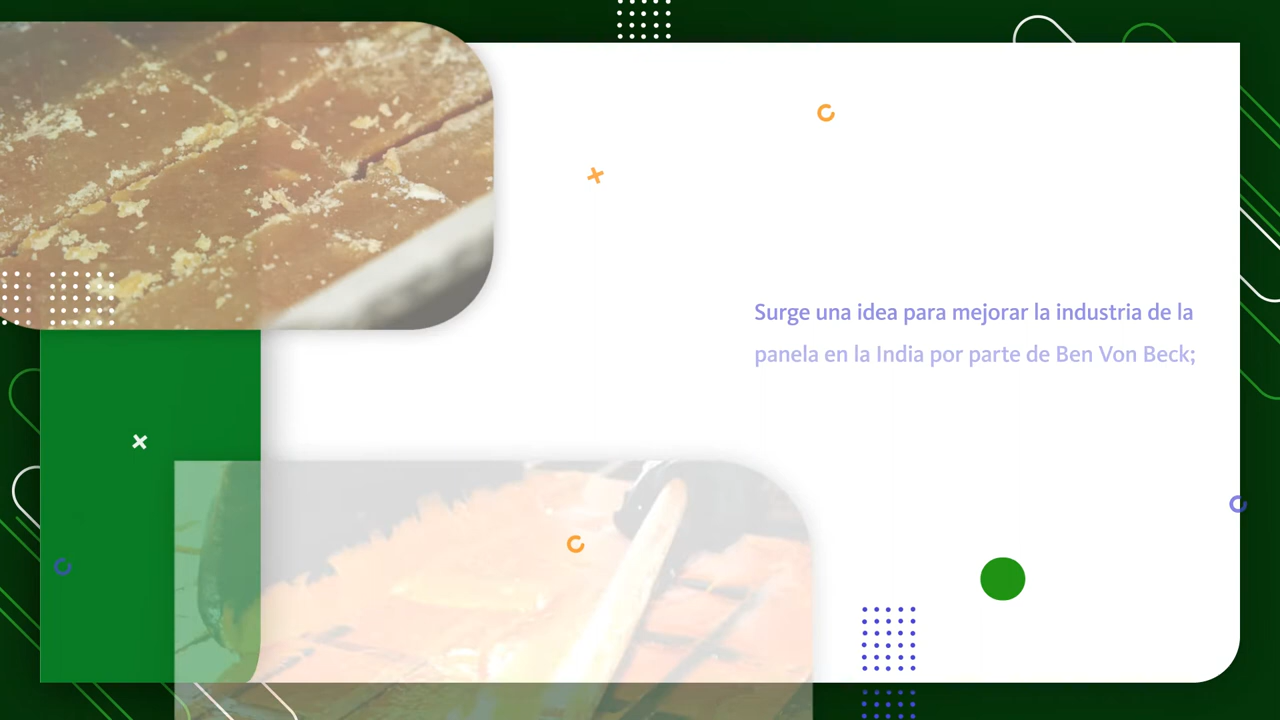 Surge una idea para mejorar la industria de la
panela en la India por parte de Ben Von Beck;